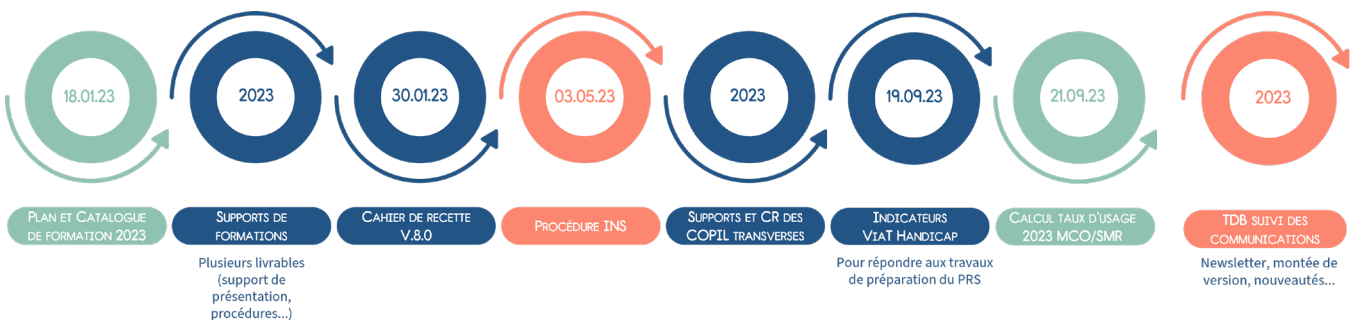 18.01.23
2023
30.01.23
03.05.23
2023
19.09.23
21.09.23
2023
PLAN ET CATALOGUE
DE FORMATION 2023
SUPPORTS DE
FORMATIONS
Plusieurs livrables
(support de
présentation,
procédures...)
CAHIER DE RECETTE
V.8.0
PROCÉDURE INS
SUPPORTS ET CR DES
COPIL TRANSVERSES
INDICATEURS
VIAT HANDICAP
Pour répondre aux travaux
de préparation du PRS
CALCUL TAUX D'USAGE
2023 MCO/SMR
TDB SUIVI DES
COMMUNICATIONS
Newsletter, montée de
version, nouveautés...